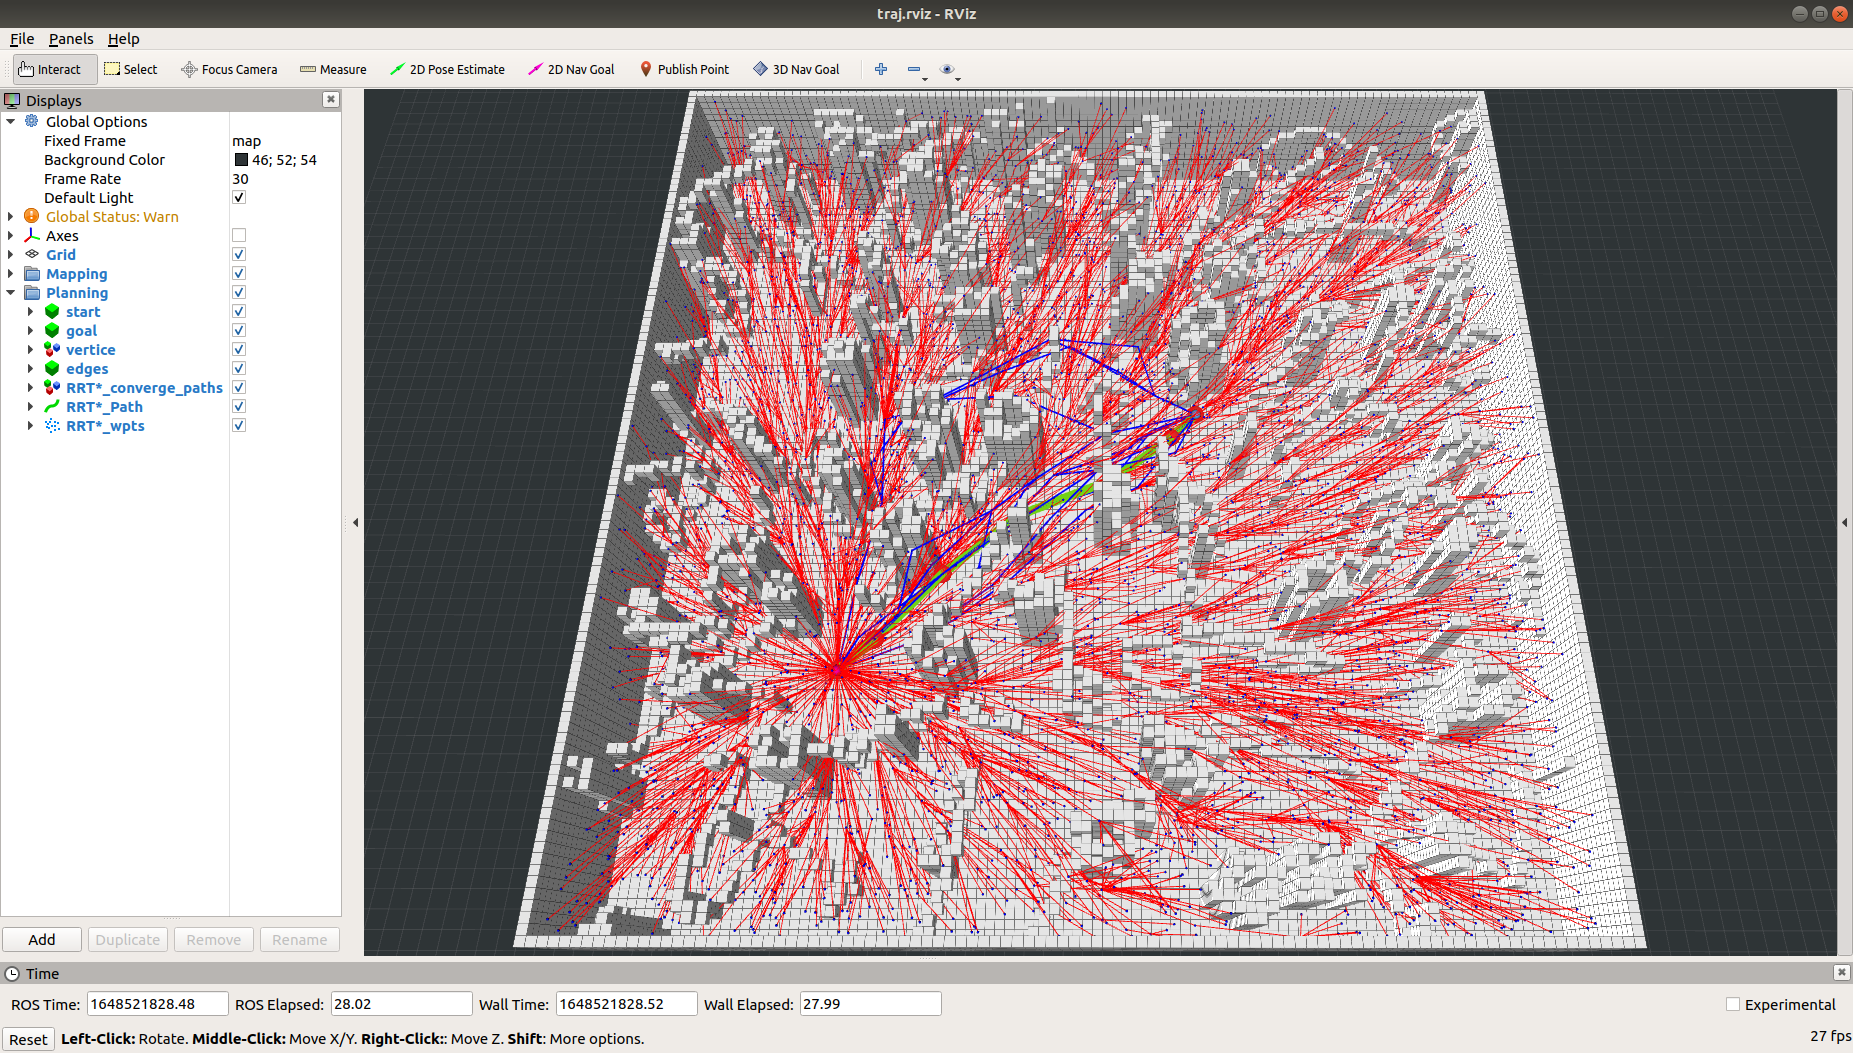 traj.rviz - RViz
File Panels Help
Interact Select Focus Camera Measure 2D Pose Estimate 2D Nav Goal Publish Point 3D Nav Goal
Displays
Global Options
Fixed Frame map
Background Color 46; 52; 54
Frame Rate 30
Default Light
Global Status: Warn
Axes
Grid
Mapping
Planning
start
goal
vertice
edges
RRT*_converge_paths
RRT*_Path
RRT*_wpts
Add Duplicate Remove Rename
Time
ROS Time: 1648521828.48 ROS Elapsed: 28.02 Wall Time: 1648521828.52 Wall Elapsed: 27.99 Experimental
Reset Left-Click: Rotate. Middle-Click: Move X/Y. Right-Click:: Move Z. Shift: More options. 27 fps